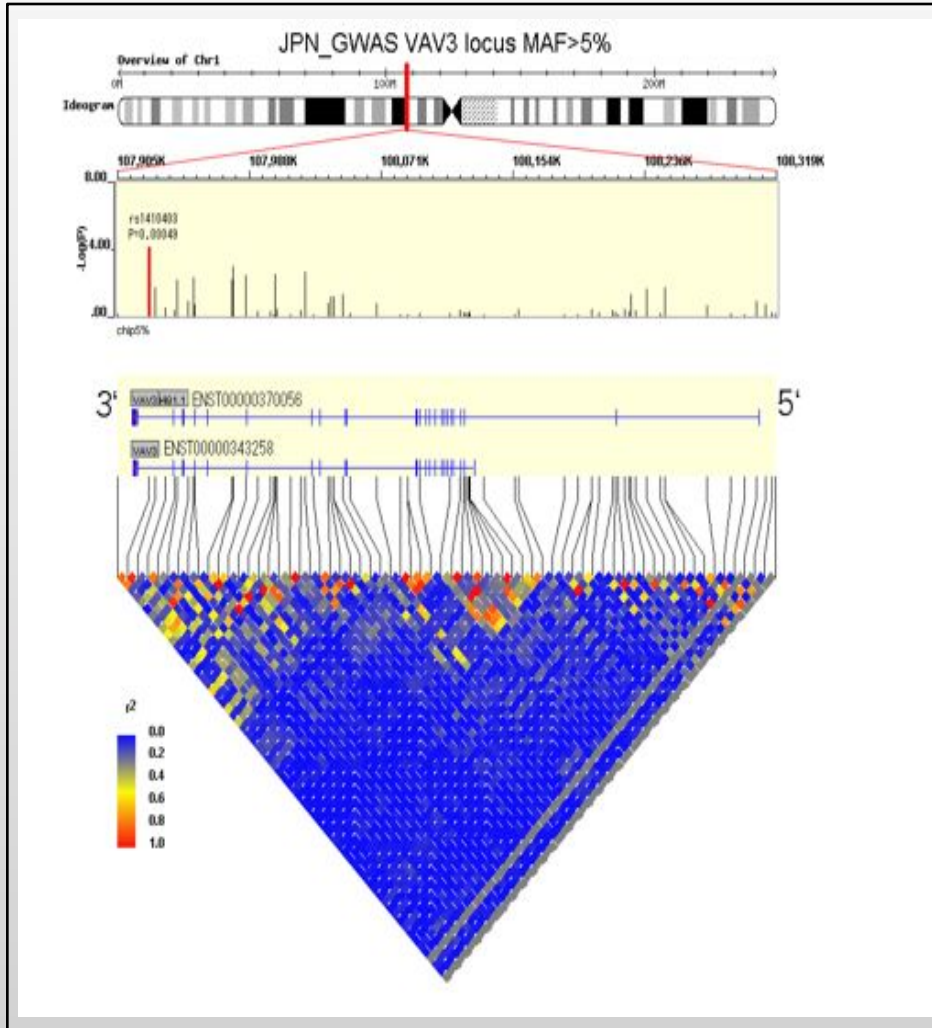 JPN_GWAS VAV3 locus MAF>5%
Overview of Chr1
0M 100M 200M
Ideogram
107,905K 107,988K 108,071K 108,154K 108,236K 108,319K
8.00
rs1410403
P=0.00049
4.00
-Log(P)
.00
chip5%
3' ENST00000370056 5'
VAV3 ENST00000343258
r2
0.0
0.2
0.4
0.6
0.8
1.0